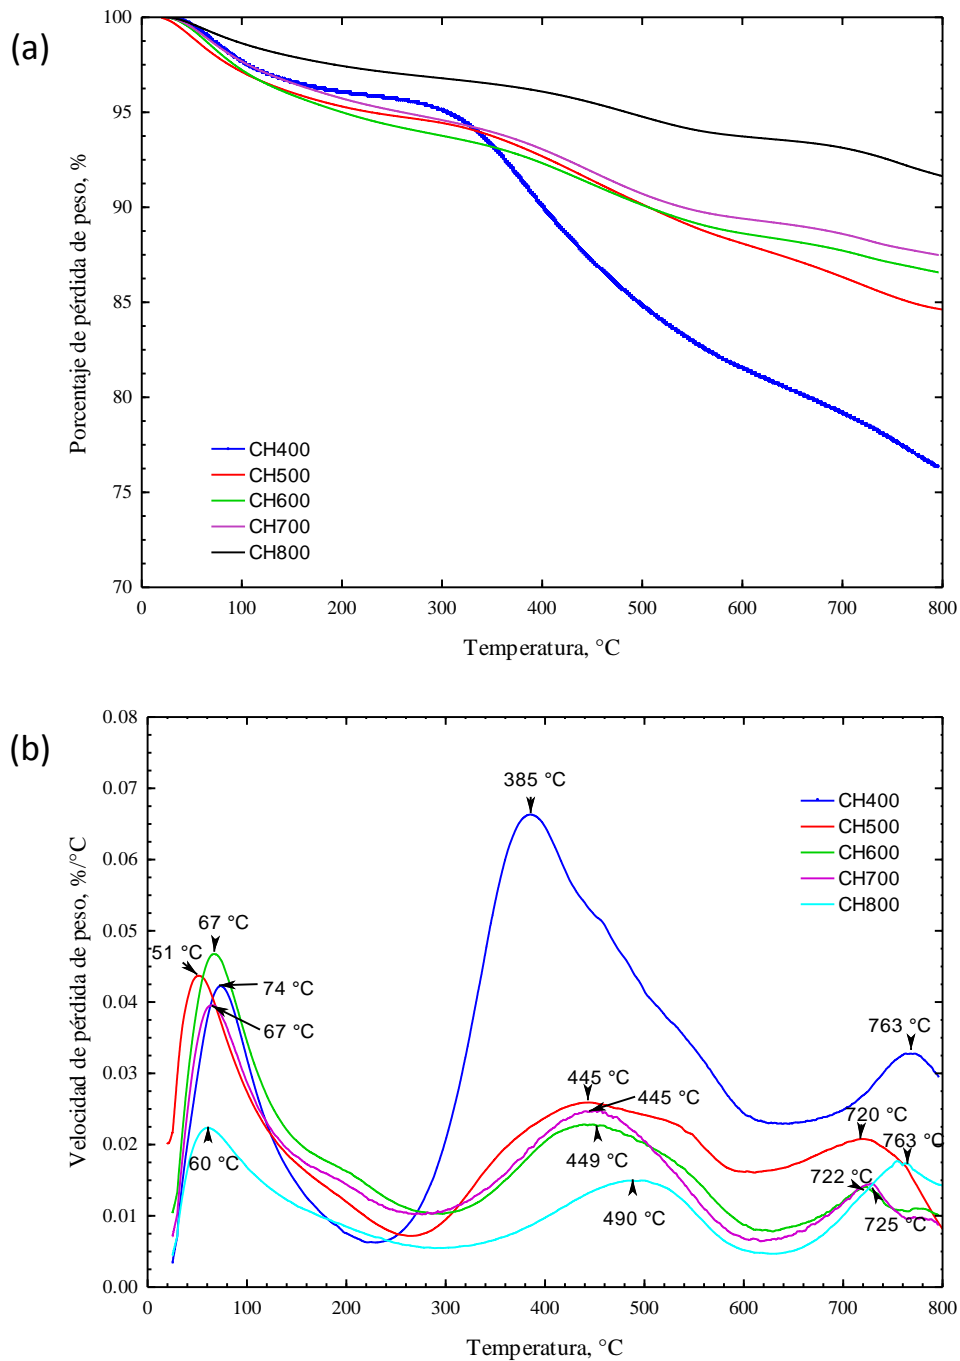 (a)
100
95
90
85
80
75
70
Porcentaje de pérdida de peso, %
CH400
CH500
CH600
CH700
CH800
0 100 200 300 400 500 600 700 800
Temperatura, °C
(b)
0.08
0.07
0.06
0.05
0.04
0.03
0.02
0.01
0.00
Velocidad de pérdida de peso, %/°C
385 °C
CH400
CH500
CH600
CH700
CH800
67 °C
51 °C
74 °C
67 °C
60 °C
763 °C
445 °C
445 °C
449 °C
490 °C
720 °C
763 °C
722 °C
725 °C
0 100 200 300 400 500 600 700 800
Temperatura, °C